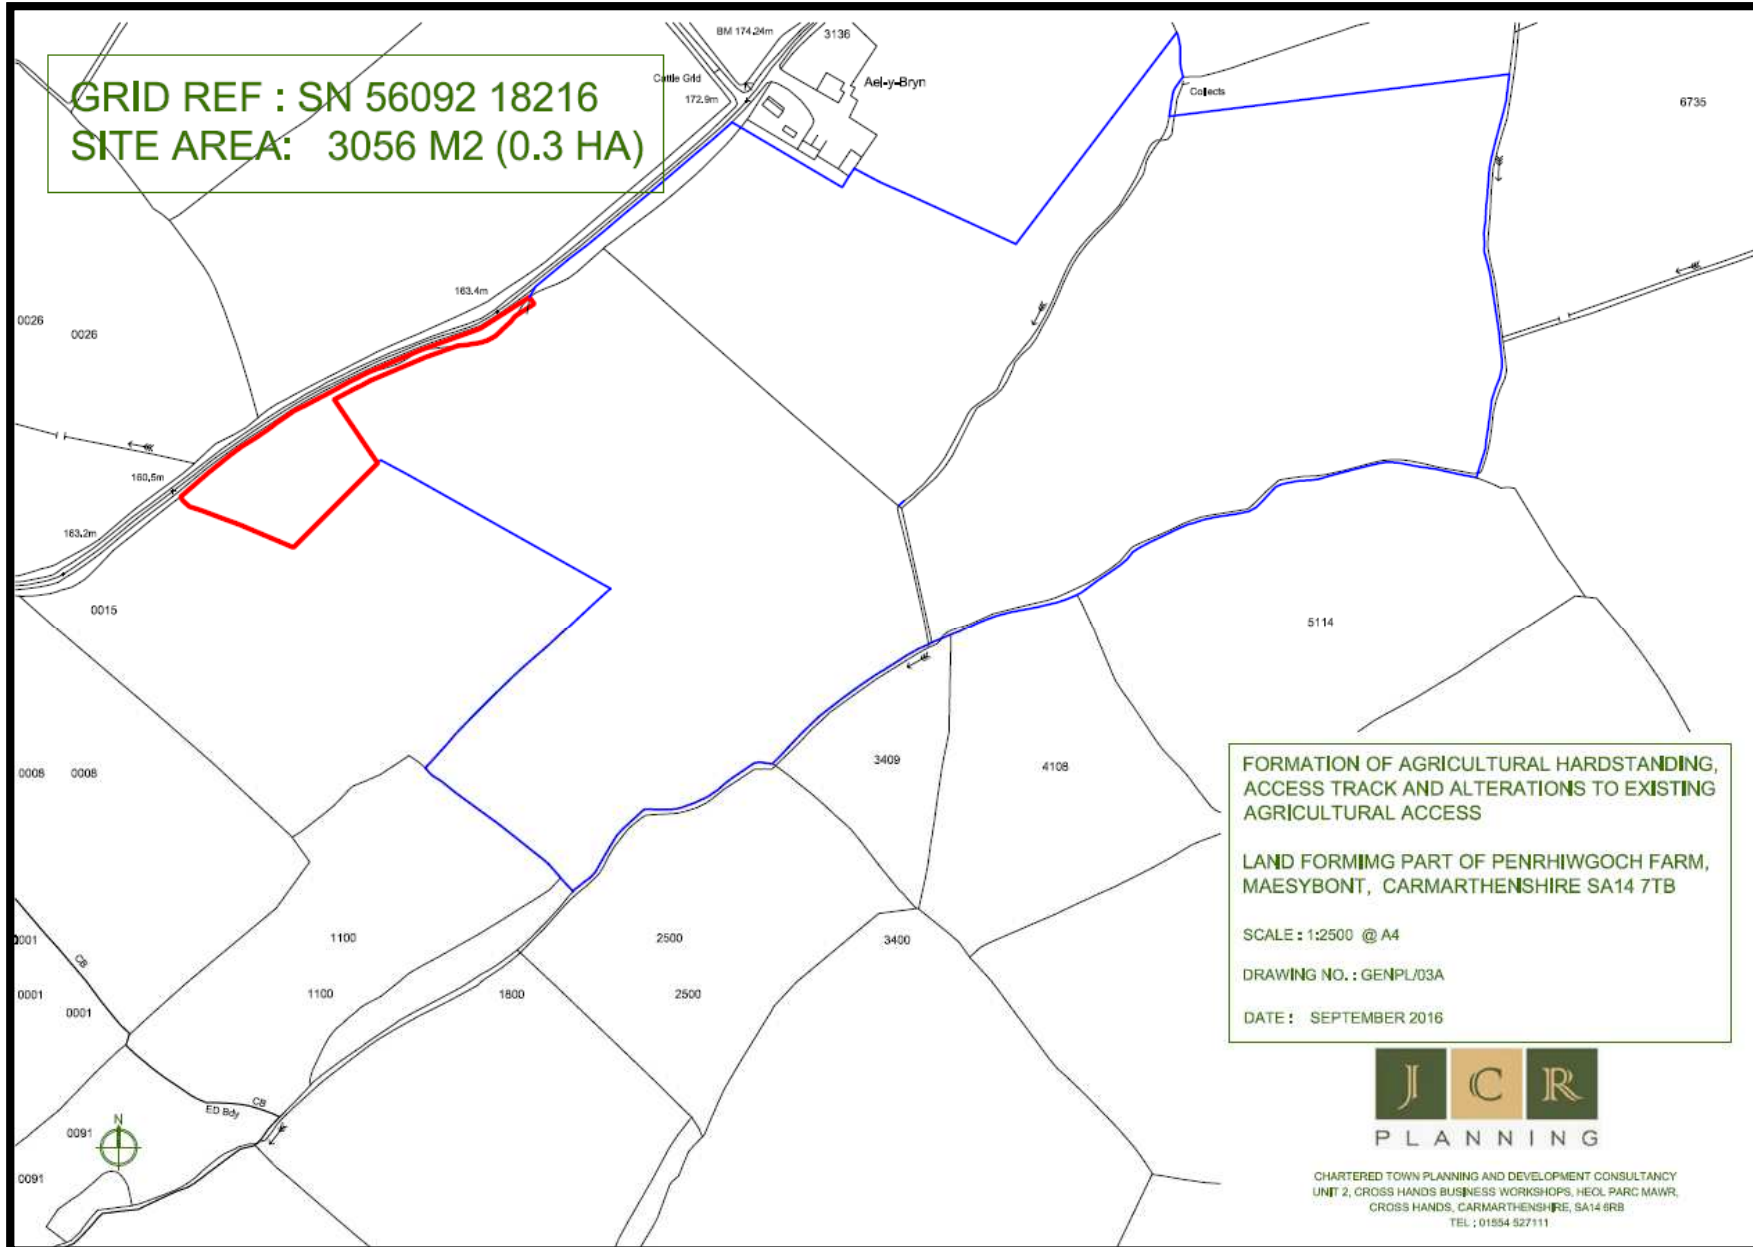 GRID REF : SN 56092 18216
SITE AREA: 3056 M2 (0.3 HA)
BM 174.24m
3136
Cattle Grid
172.9m
Ael-y-Bryn
Collects
6735
163.4m
0026
0026
160.5m
163.2m
0015
5114
0008
0008
3409
4108
FORMATION OF AGRICULTURAL HARDSTANDING,
ACCESS TRACK AND ALTERATIONS TO EXISTING
AGRICULTURAL ACCESS
LAND FORMIMG PART OF PENRHIWGOCH FARM,
MAESYBONT, CARMARTHENSHIRE SA14 7TB
SCALE : 1:2500 @ A4
DRAWING NO. : GENPL/03A
DATE : SEPTEMBER 2016
CB
1100
2500
3400
0001
0001
1100
1800
2500
ED Bdy
CB
0091
N
0091
J C R
PLANNING
CHARTERED TOWN PLANNING AND DEVELOPMENT CONSULTANCY
UNIT 2, CROSS HANDS BUSINESS WORKSHOPS, HEOL PARC MAWR,
CROSS HANDS, CARMARTHENSHIRE, SA14 6RB
TEL : 01554 527111